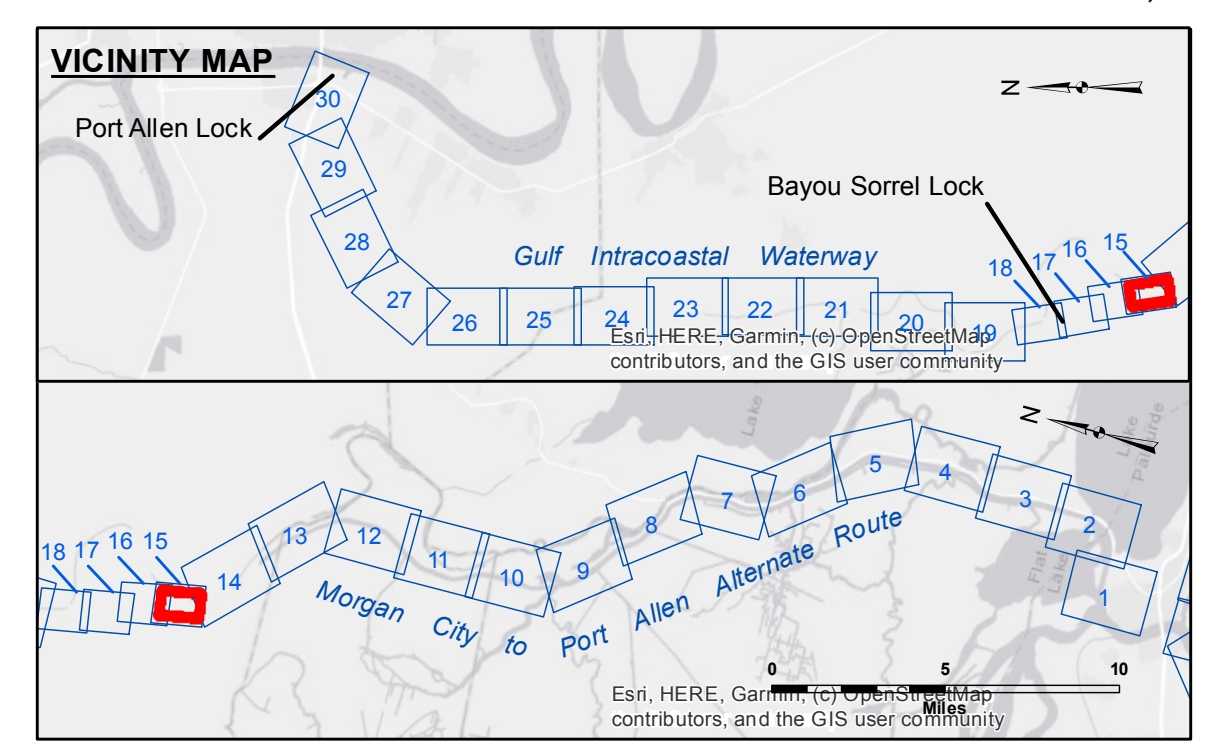 VICINITY MAP
N
30
Port Allen Lock
29
Bayou Sorrel Lock
28
Gulf Intracoastal Waterway
15
16
17
18
27
26
25
24
23
22
21
20
19
Esri, HERE, Garmin, (c) OpenStreetMap
contributors, and the GIS user community
Lake
N
Lake
Palourde
5
4
3
2
6
7
8
9
10
11
12
13
14
15
16
17
18
Flat
Lake
1
Morgan City to Port Allen Alternate Route
0 5 10
Miles
Esri, HERE, Garmin, (c) OpenStreetMap
contributors, and the GIS user community